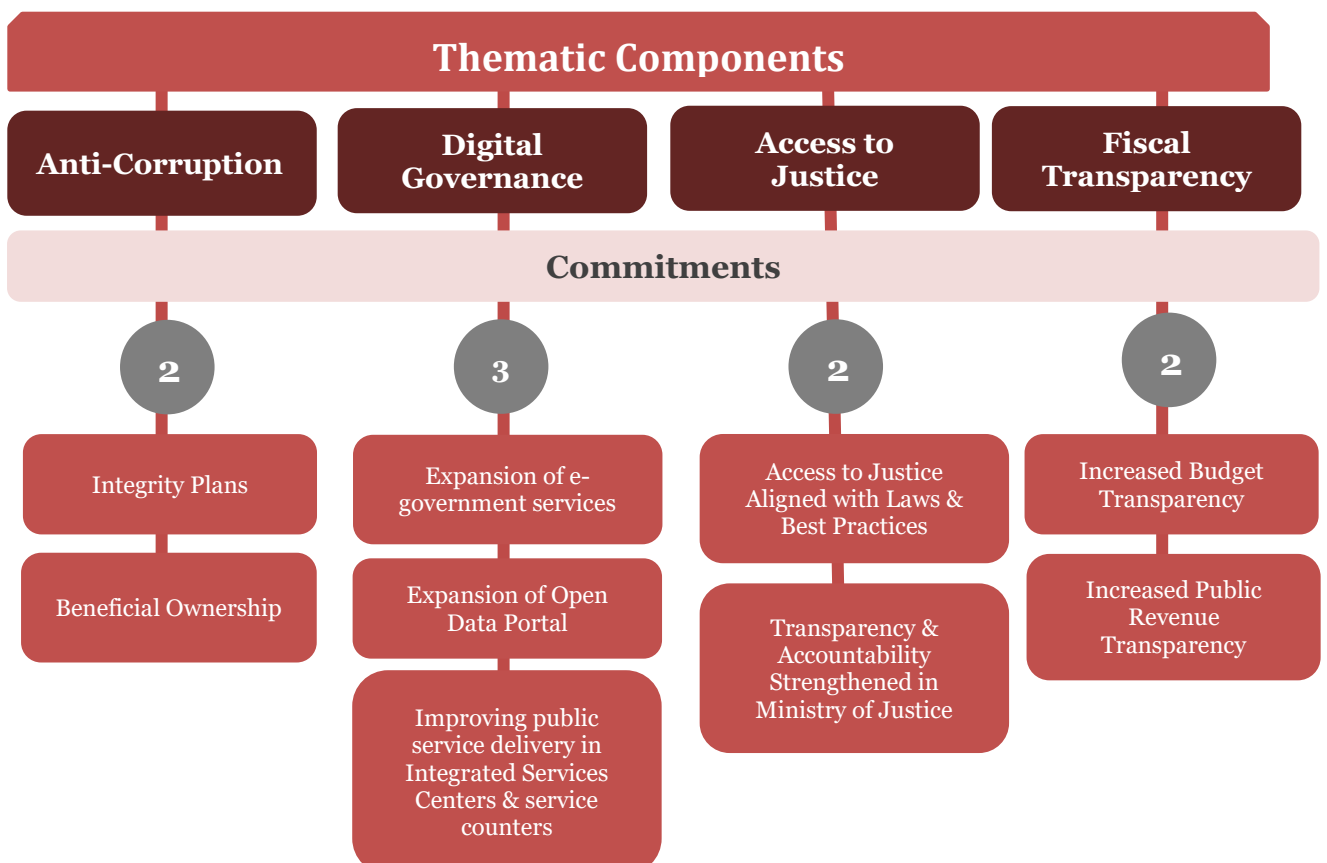 Thematic Components
Anti-Corruption
Digital
Governance
Access to
Justice
Fiscal
Transparency
Commitments
2
3
2
2
Integrity Plans
Beneficial Ownership
Expansion of e-
government services
Expansion of Open
Data Portal
Improving public
service delivery in
Integrated Services
Centers & service
counters
Access to Justice
Aligned with Laws &
Best Practices
Transparency &
Accountability
Strengthened in
Ministry of Justice
Increased Budget
Transparency
Increased Public
Revenue
Transparency